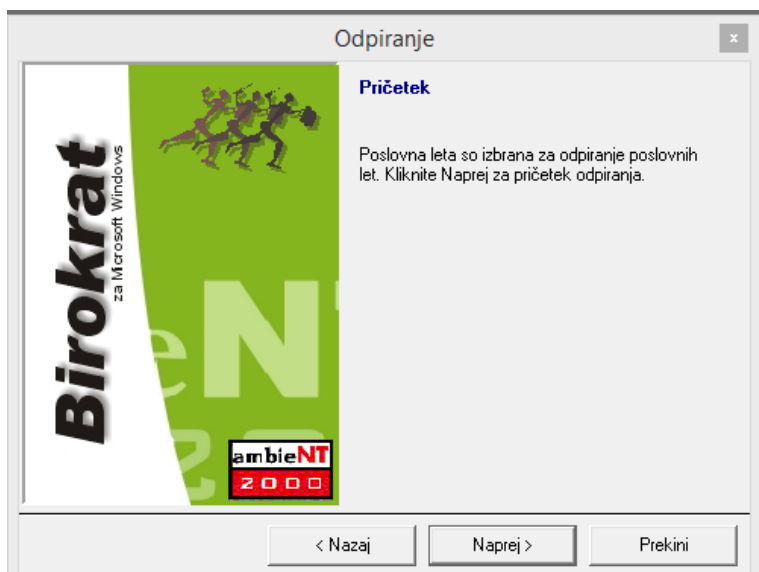 Odpiranje
x
Birokrat
za Microsoft Windows
eN
ambieNT
2000
Pričetek
Poslovna leta so izbrana za odpiranje poslovnih
let. Kliknite Naprej za pričetek odpiranja.
< Nazaj
Naprej >
Prekini